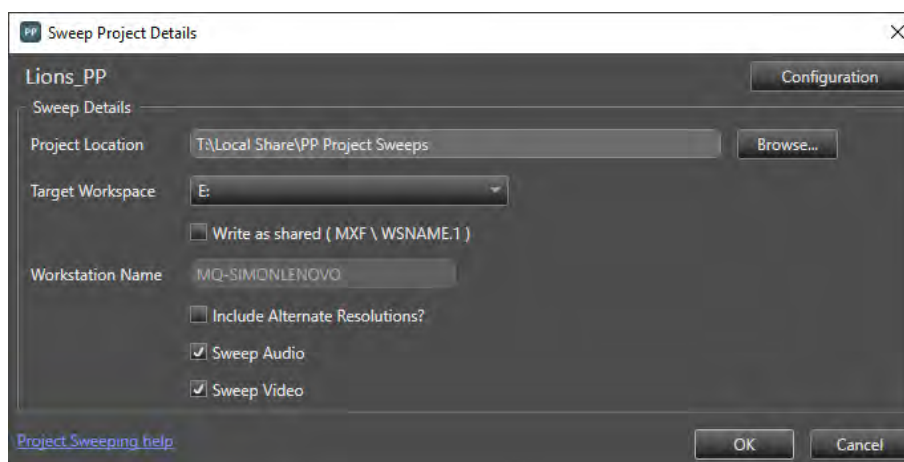 PP Sweep Project Details
Lions_PP Configuration
Sweep Details
Project Location T:\Local Share\PP Project Sweeps Browse...
Target Workspace E:
Write as shared ( MXF \ WSNAME.1 )
Workstation Name MQ-SIMONLENOVO
Include Alternate Resolutions?
Sweep Audio
Sweep Video
Project Sweeping help OK Cancel